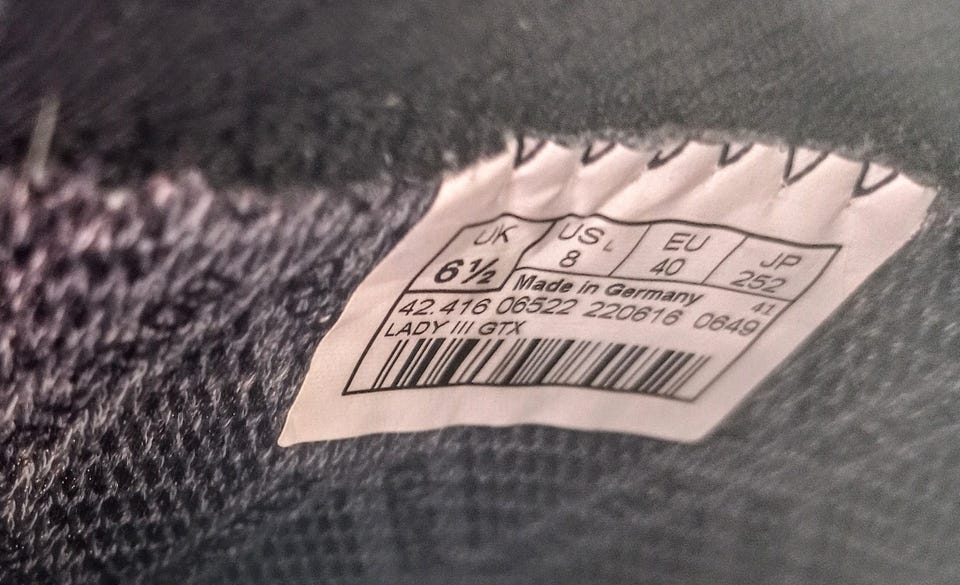 UK US L EU JP
6½ 8 40 252
Made in Germany 41
42.416 06522 220616 0649
LADY III GTX